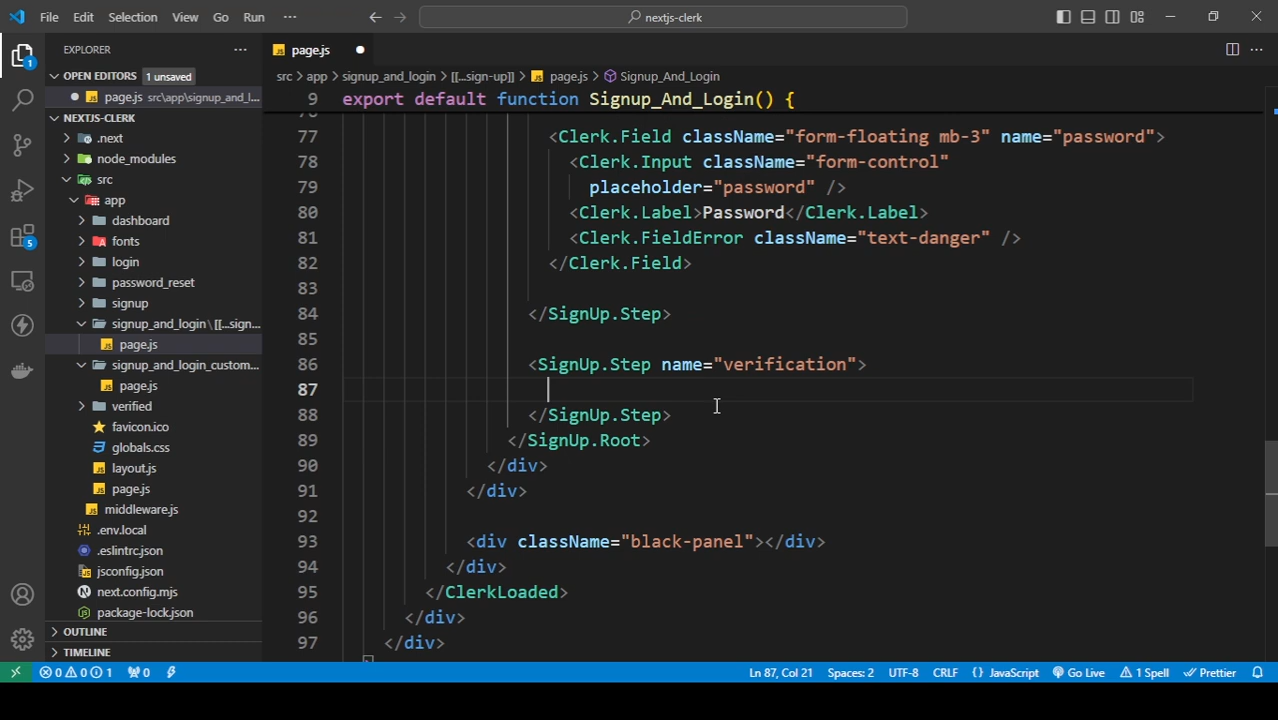 File Edit Selection View Go Run ··· nextjs-clerk
EXPLORER ···
page.js
OPEN EDITORS 1 unsaved
page.js src\app\signup_and_l...
NEXTJS-CLERK
.next
node_modules
src
app
dashboard
fonts
login
password_reset
signup
signup_and_login\[[...sign...
page.js
signup_and_login_custom...
page.js
verified
favicon.ico
globals.css
layout.js
page.js
middleware.js
.env.local
.eslintrc.json
jsconfig.json
next.config.mjs
package-lock.json
OUTLINE
TIMELINE
1
5
src > app > signup_and_login > [[...sign-up]] > page.js > Signup_And_Login
9 export default function Signup_And_Login() {
77 <Clerk.Field className="form-floating mb-3" name="password">
78 <Clerk.Input className="form-control"
79 placeholder="password" />
80 <Clerk.Label>Password</Clerk.Label>
81 <Clerk.FieldError className="text-danger" />
82 </Clerk.Field>
83
84 </SignUp.Step>
85
86 <SignUp.Step name="verification">
87
88 </SignUp.Step>
89 </SignUp.Root>
90 </div>
91 </div>
92
93 <div className="black-panel"></div>
94 </div>
95 </ClerkLoaded>
96 </div>
97 </div>
0 0 1 0 Ln 87, Col 21 Spaces: 2 UTF-8 CRLF {} JavaScript Go Live 1 Spell Prettier